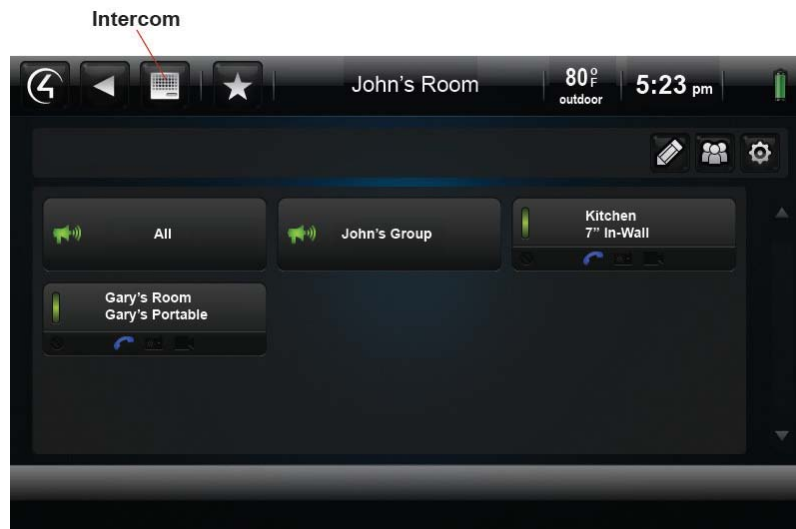 Intercom
John's Room
80°F
outdoor
5:23 pm
All
John's Group
Kitchen
7" In-Wall
Gary's Room
Gary's Portable